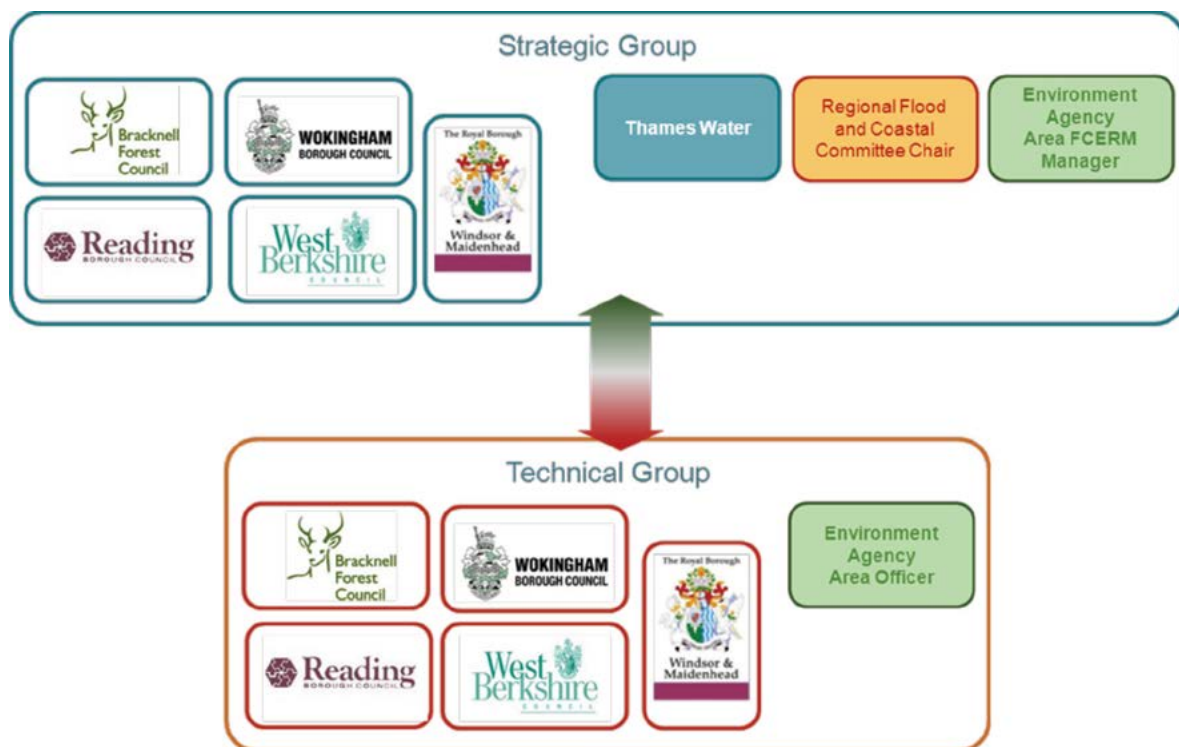 Strategic Group
Bracknell
Forest
Council
WOKINGHAM
BOROUGH COUNCIL
The Royal Borough
Windsor &
Maidenhead
Reading
BOROUGH COUNCIL
West
Berkshire
COUNCIL
Thames Water
Regional Flood
and Coastal
Committee Chair
Environment
Agency
Area FCERM
Manager
Technical Group
Bracknell
Forest
Council
WOKINGHAM
BOROUGH COUNCIL
The Royal Borough
Windsor &
Maidenhead
Reading
BOROUGH COUNCIL
West
Berkshire
COUNCIL
Environment
Agency
Area Officer